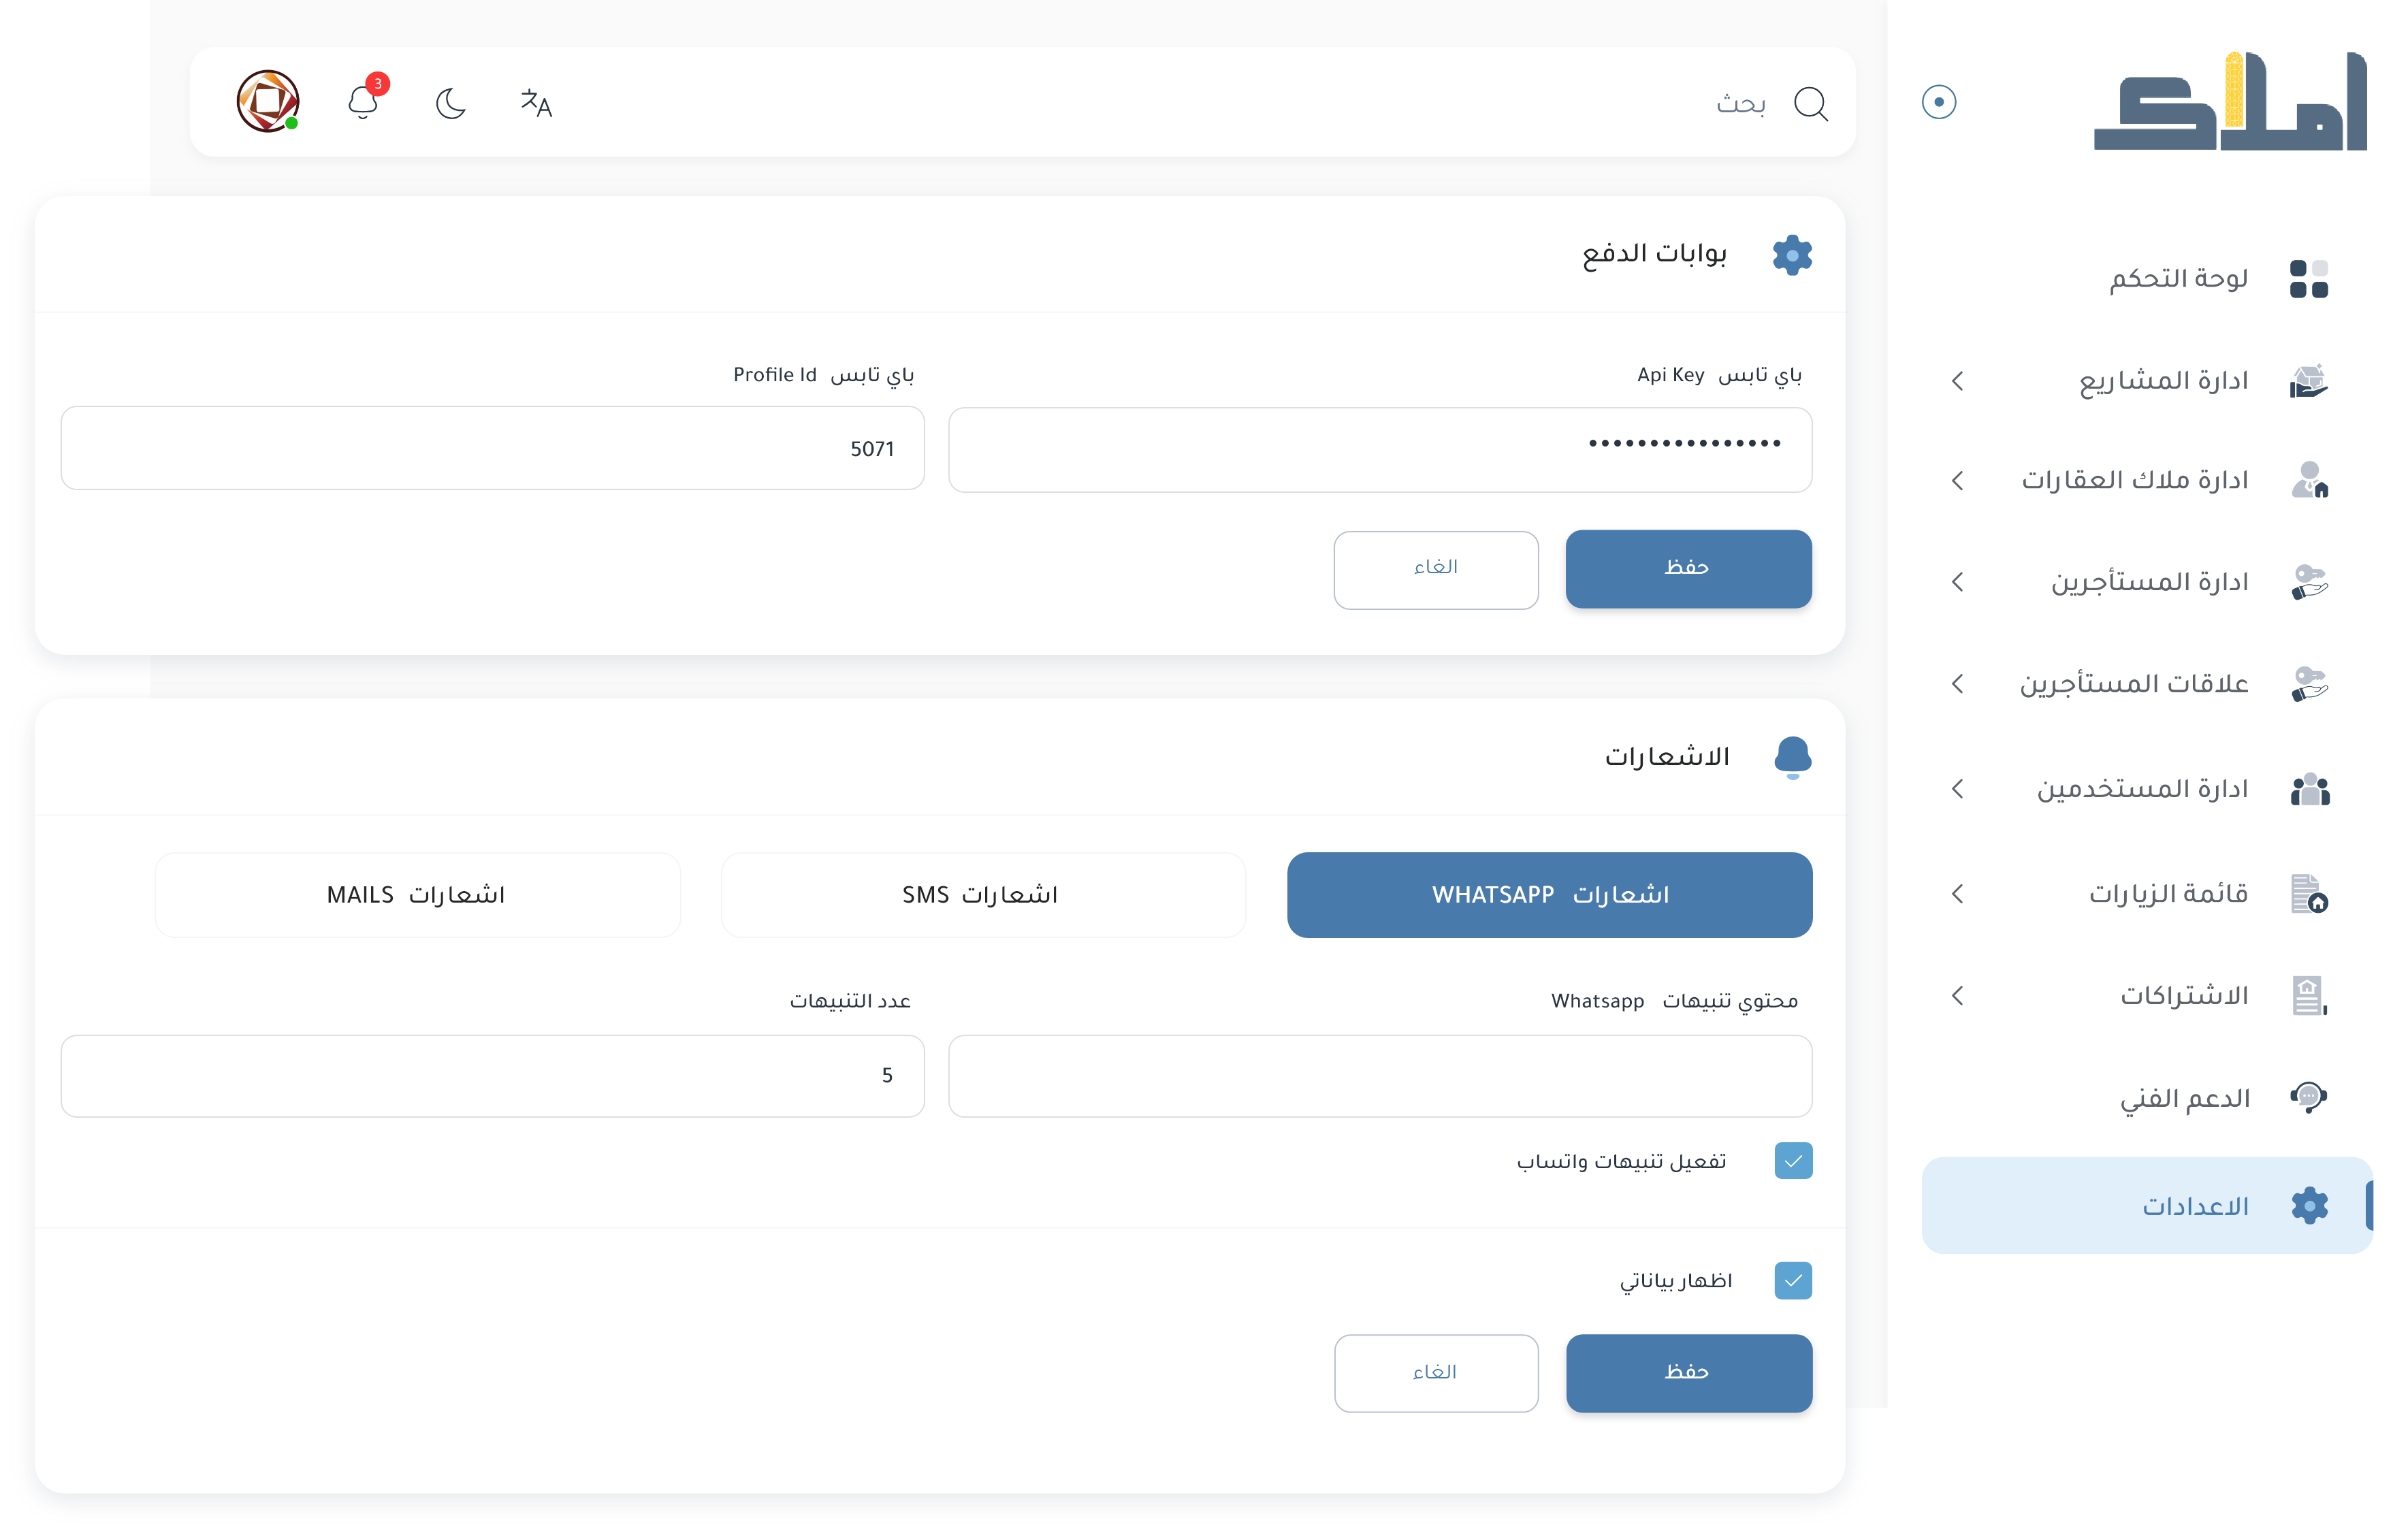 املاك
لوحة التحكم
ادارة المشاريع
ادارة ملاك العقارات
ادارة المستأجرين
علاقات المستأجرين
ادارة المستخدمين
قائمة الزيارات
الاشتراكات
الدعم الفني
الاعدادات
بحث
3
بوابات الدفع
باي تابس Api Key
••••••••••••••••
باي تابس Profile Id
5071
حفظ
الغاء
الاشعارات
اشعارات WHATSAPP
اشعارات SMS
اشعارات MAILS
محتوي تنبيهات Whatsapp
عدد التنبيهات
5
تفعيل تنبيهات واتساب
اظهار بياناتي
حفظ
الغاء